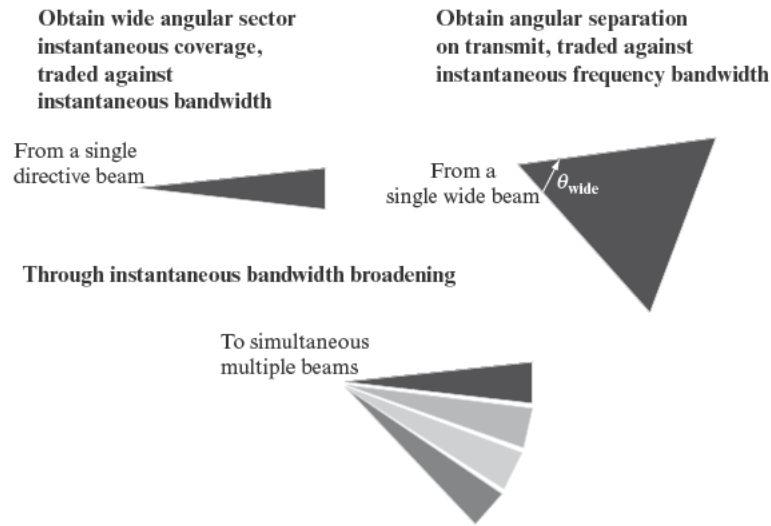 Obtain wide angular sector
instantaneous coverage,
traded against
instantaneous bandwidth
Obtain angular separation
on transmit, traded against
instantaneous frequency bandwidth
From a single
directive beam
From a
single wide beam
θwide
Through instantaneous bandwidth broadening
To simultaneous
multiple beams